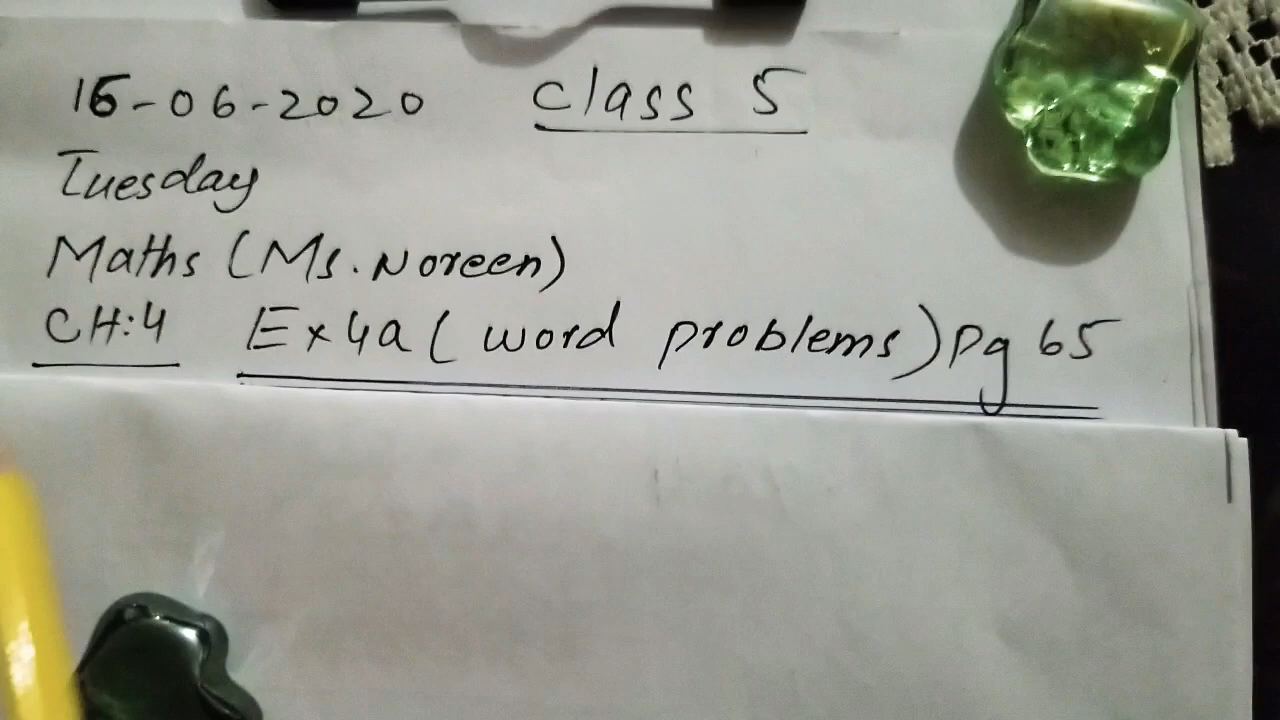 16-06-2020 class 5
Tuesday
Maths (Ms. Noreen)
CH:4 Ex 4a ( word problems) pg 65